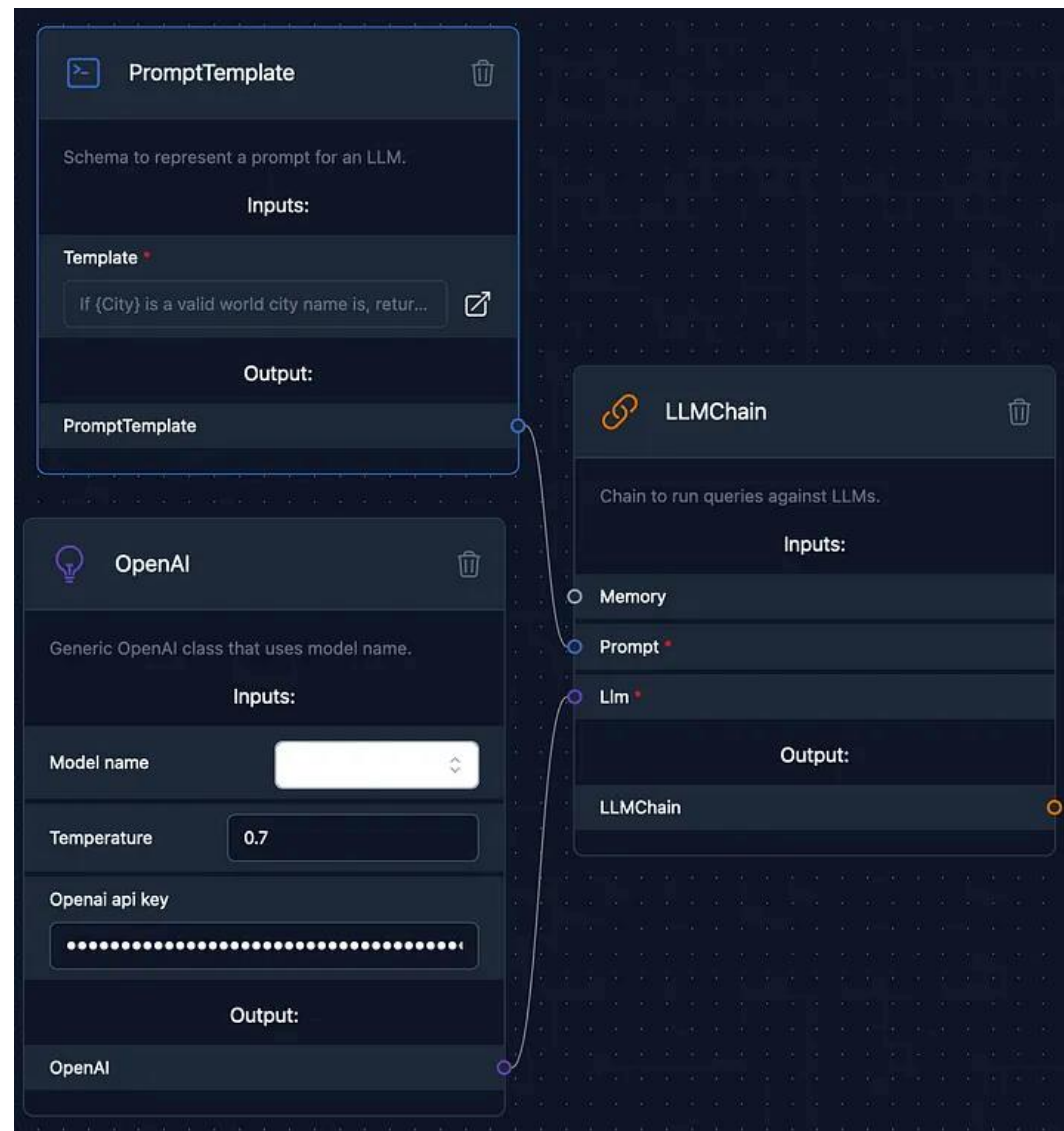 PromptTemplate
Schema to represent a prompt for an LLM.
Inputs:
Template *
If {City} is a valid world city name is, retur...
Output:
PromptTemplate
OpenAI
Generic OpenAI class that uses model name.
Inputs:
Model name
Temperature 0.7
Openai api key
Output:
OpenAI
LLMChain
Chain to run queries against LLMs.
Inputs:
Memory
Prompt *
Llm *
Output:
LLMChain